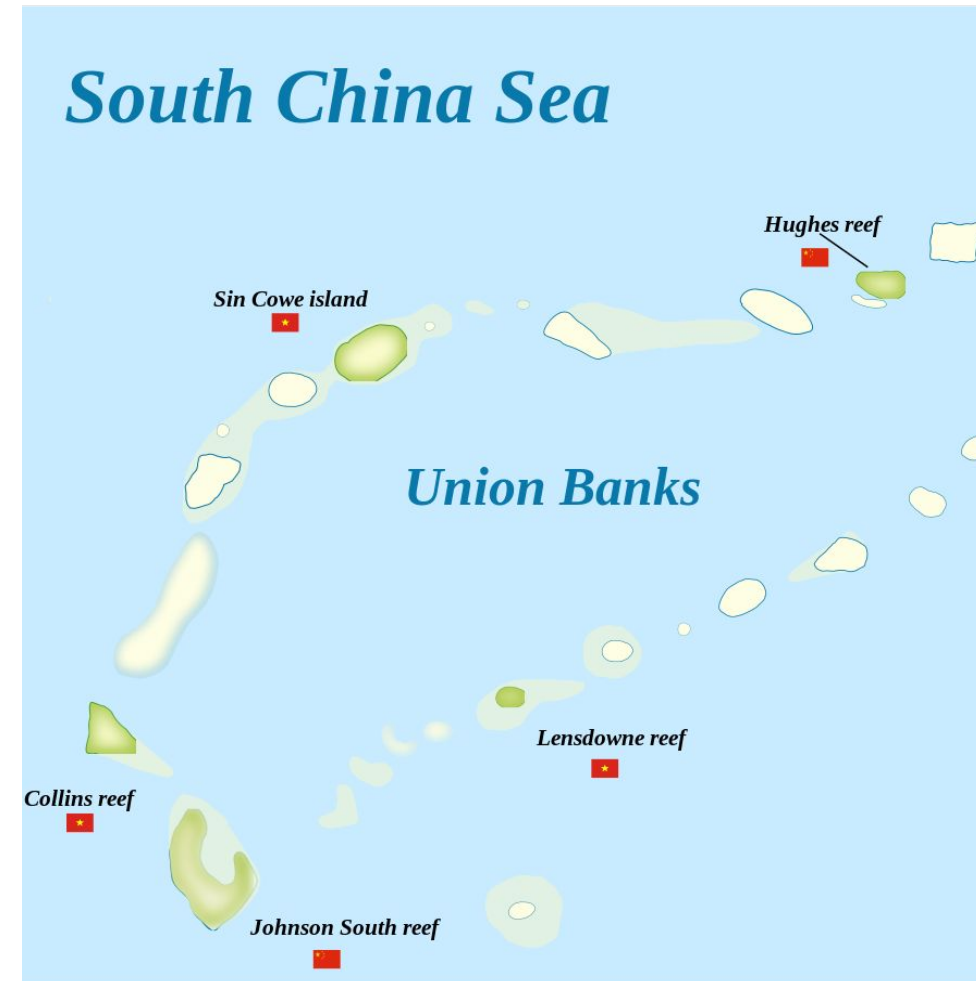 South China Sea
Hughes reef
Sin Cowe island
Union Banks
Lensdowne reef
Collins reef
Johnson South reef